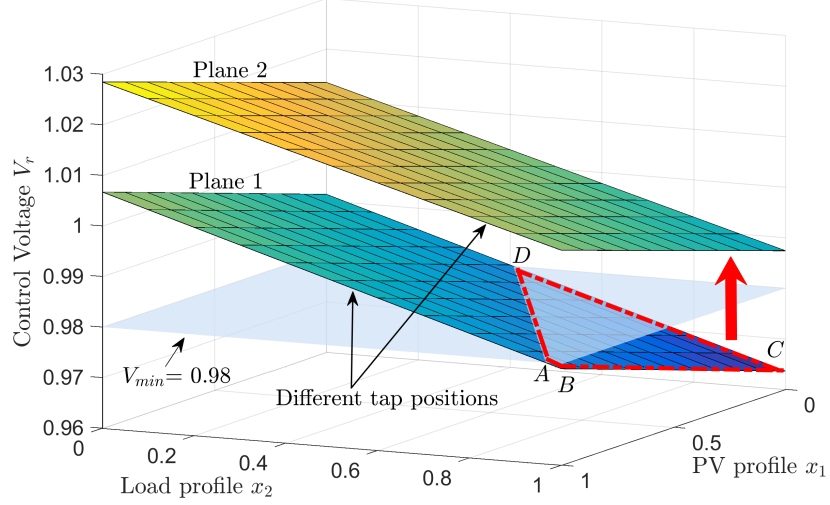 1.03
1.02
1.01
1
0.99
0.98
0.97
0.96
Control Voltage V_r
Plane 2
Plane 1
D
A
B
C
V_min = 0.98
Different tap positions
0
0.2
0.4
0.6
0.8
1
Load profile x_2
1
0.5
0
PV profile x_1